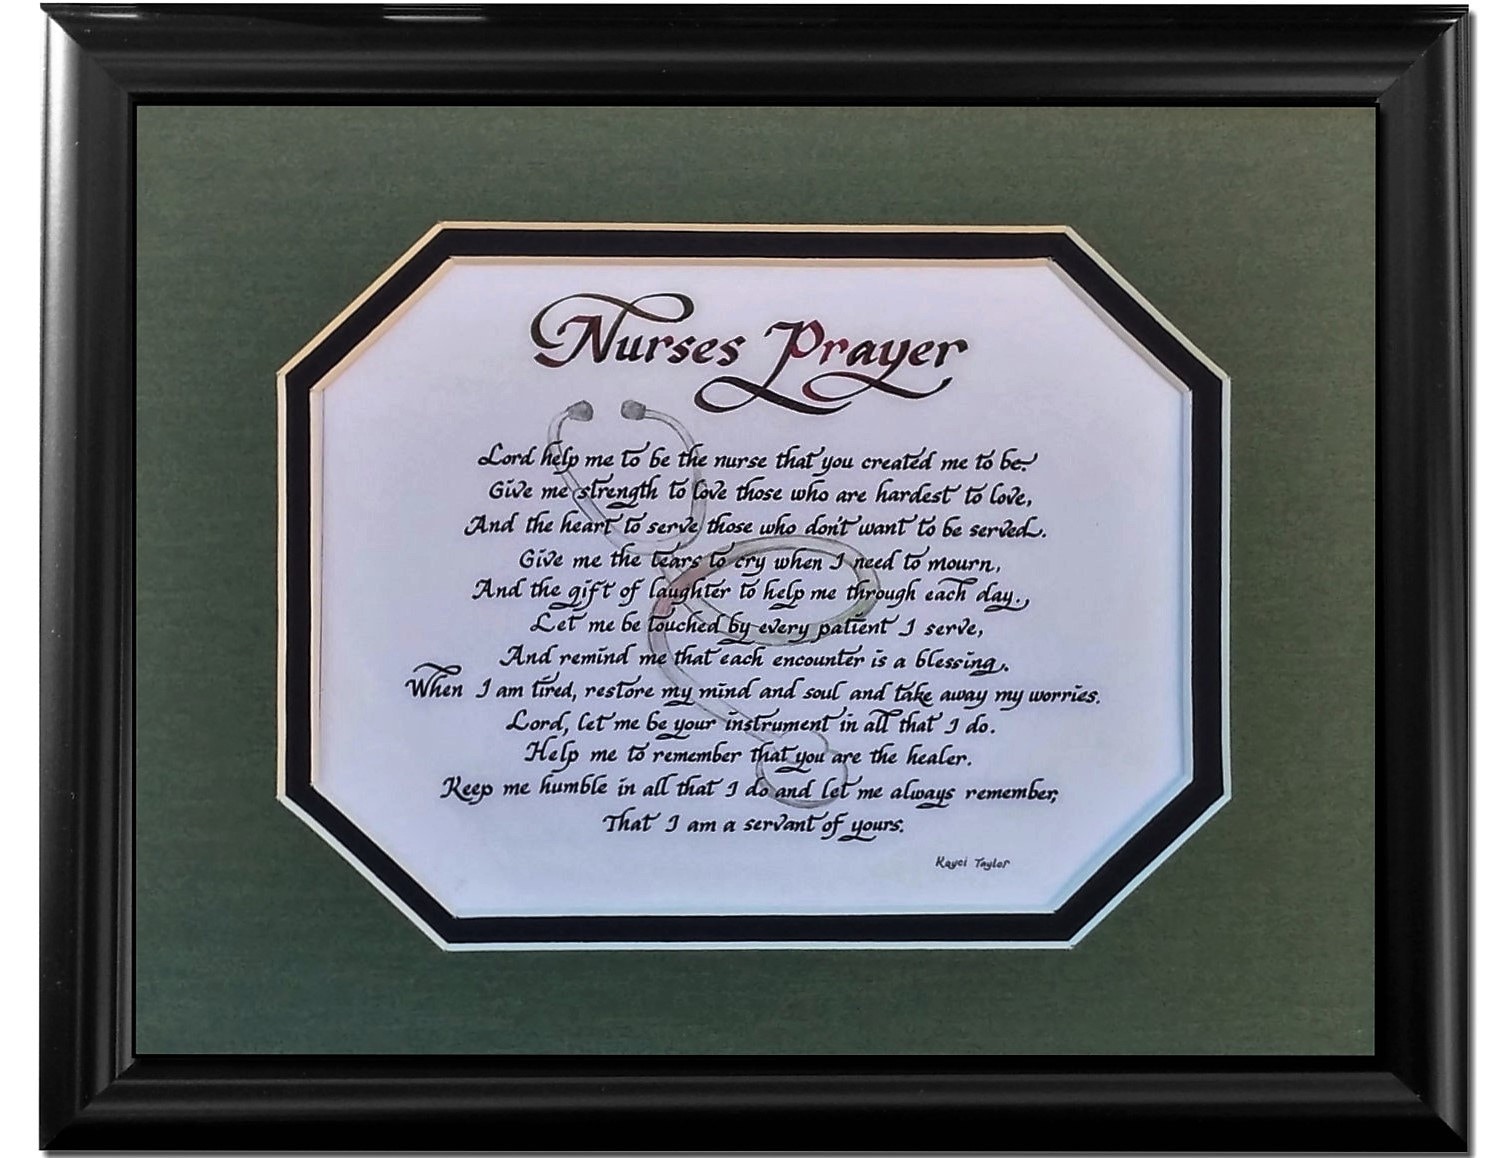 Nurses Prayer
Lord help me to be the nurse that you created me to be.
Give me strength to love those who are hardest to love,
And the heart to serve those who don't want to be served.
Give me the tears to cry when I need to mourn,
And the gift of laughter to help me through each day.,
Let me be touched by every patient I serve,
And remind me that each encounter is a blessing.
When I am tired, restore my mind and soul and take away my worries.
Lord, let me be your instrument in all that I do.
Help me to remember that you are the healer.
Keep me humble in all that I do and let me always remember,
That I am a servant of yours.
Kayci Taylor